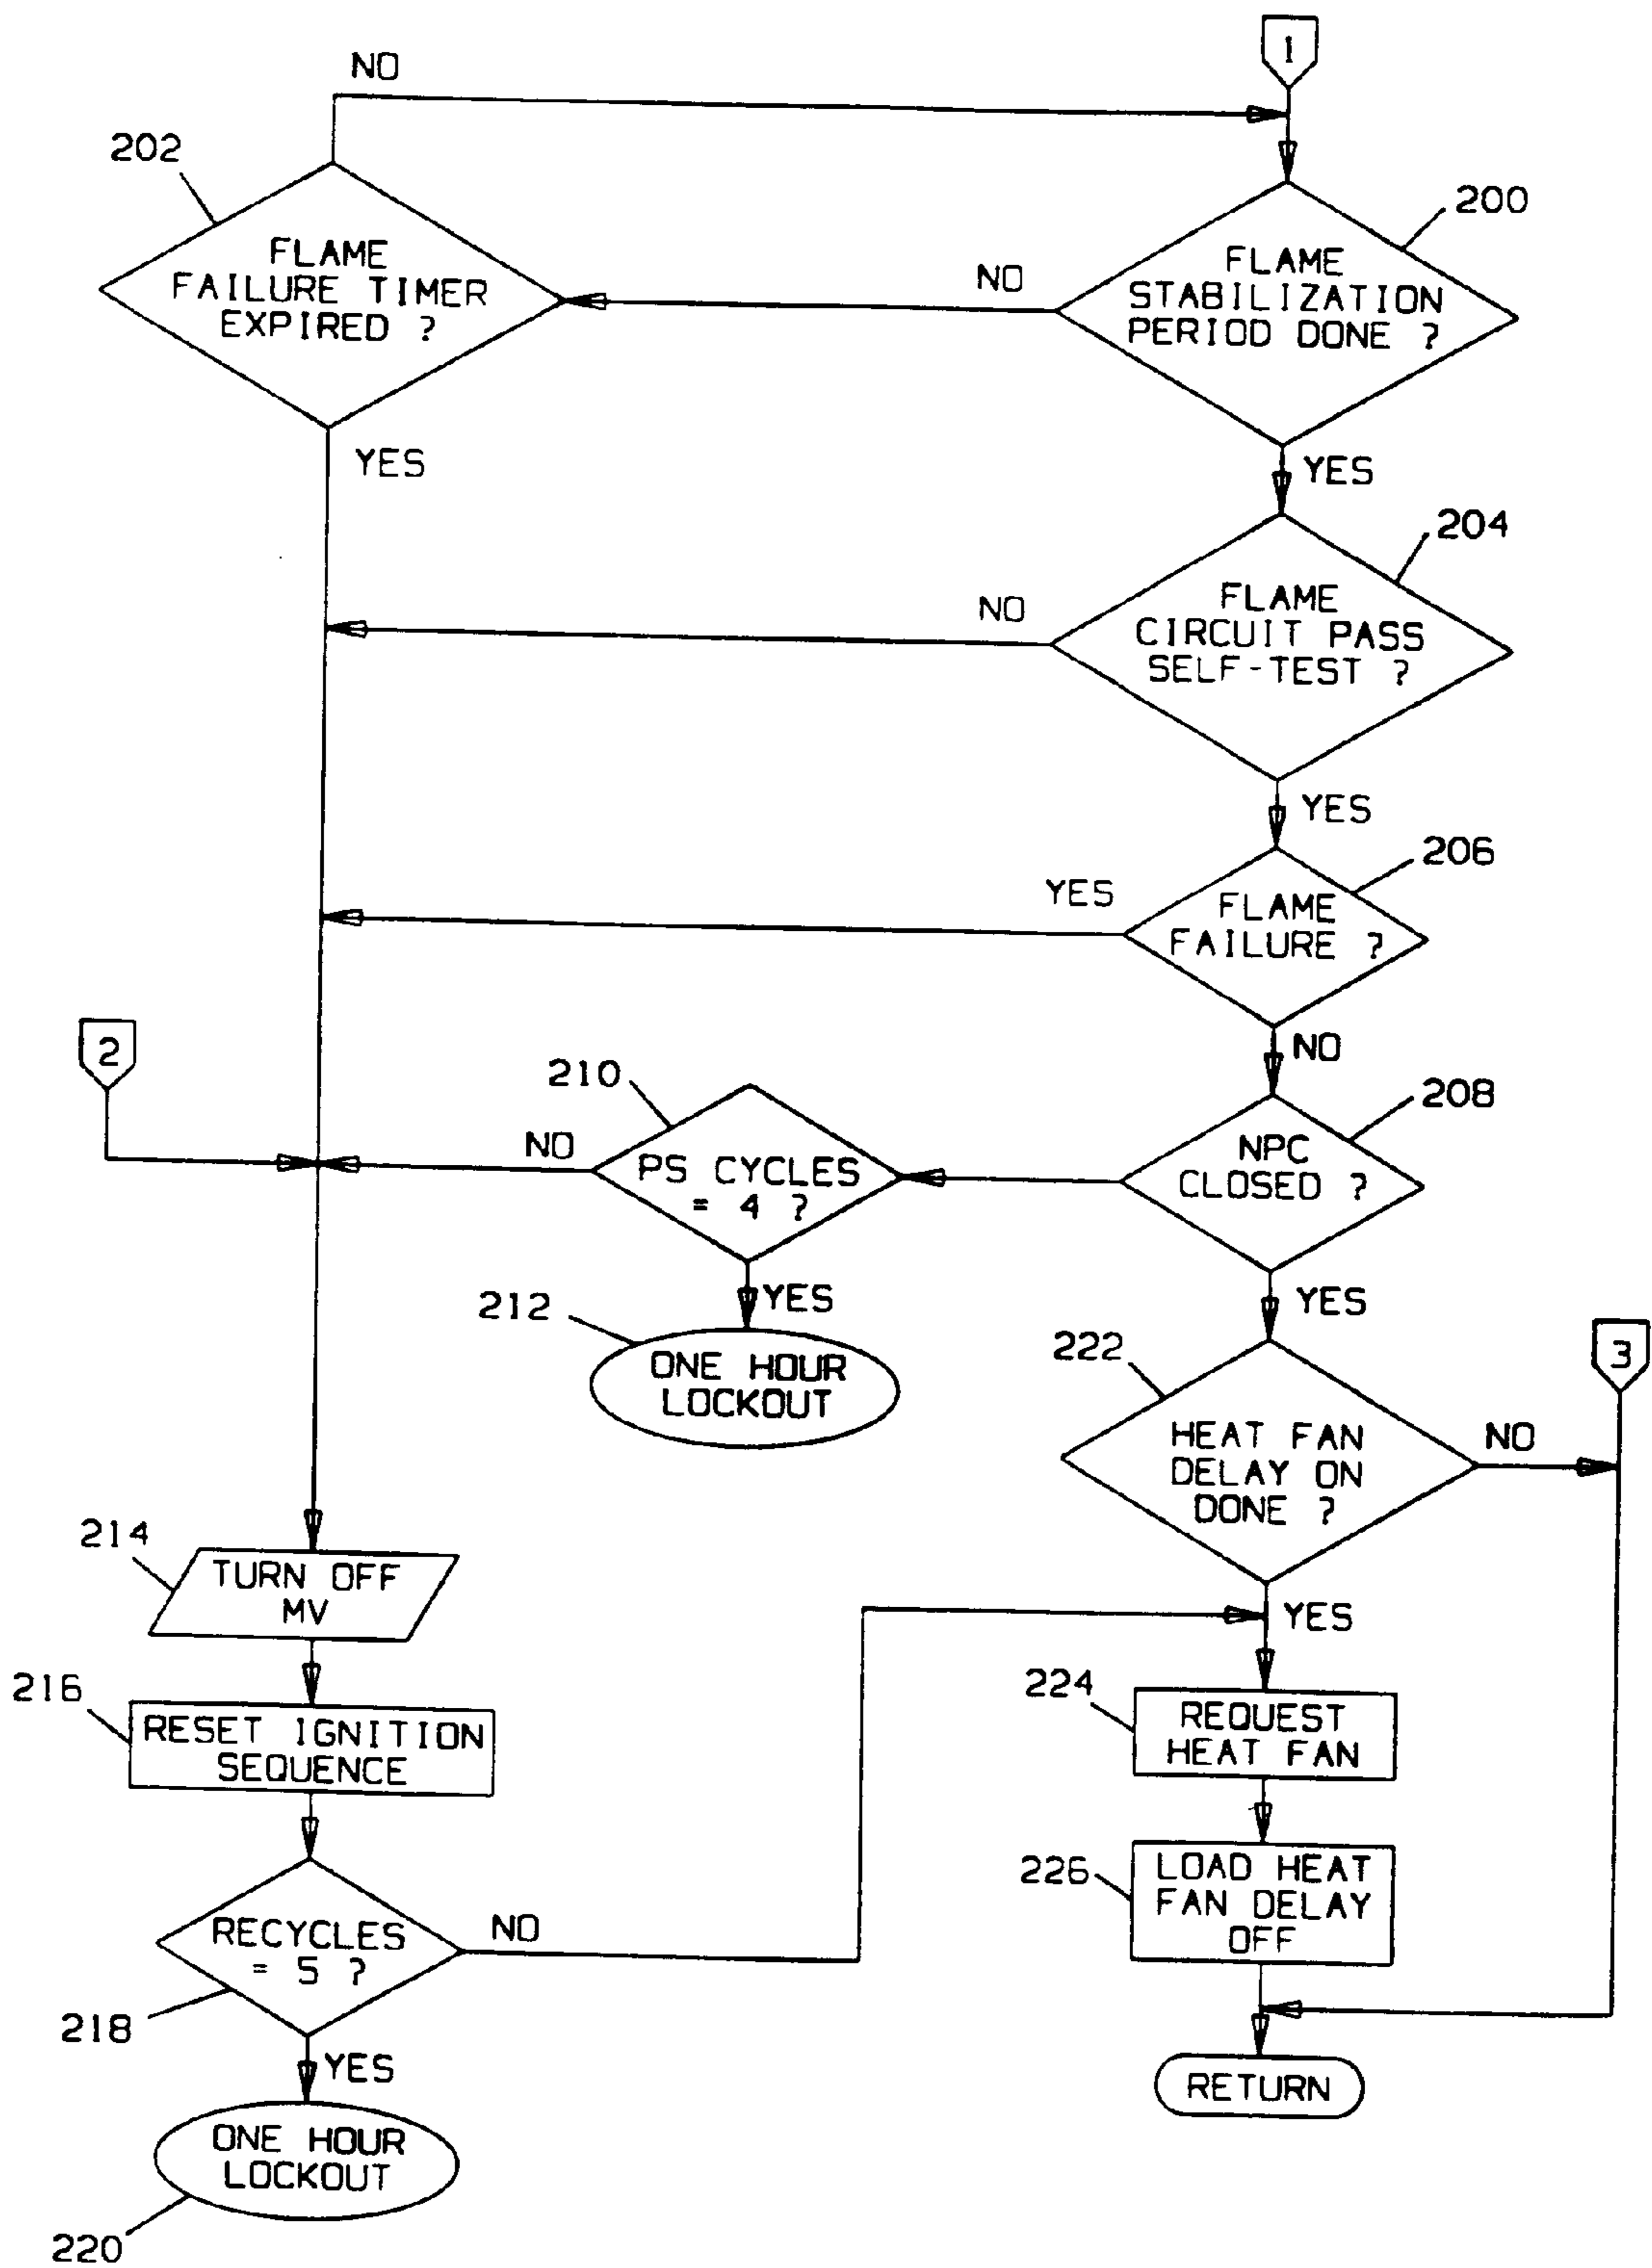 1
NO
202
200
FLAME
FAILURE TIMER
EXPIRED ?
NO
FLAME
STABILIZATION
PERIOD DONE ?
YES
YES
204
NO
FLAME
CIRCUIT PASS
SELF-TEST ?
YES
206
YES
FLAME
FAILURE ?
2
NO
210
208
NO
PS CYCLES
= 4 ?
NPC
CLOSED ?
YES
YES
212
ONE HOUR
LOCKOUT
222
3
HEAT FAN
DELAY ON
DONE ?
NO
214
TURN OFF
MV
YES
216
RESET IGNITION
SEQUENCE
224
REQUEST
HEAT FAN
226
LOAD HEAT
FAN DELAY
OFF
RECYCLES
= 5 ?
NO
218
YES
RETURN
ONE HOUR
LOCKOUT
220